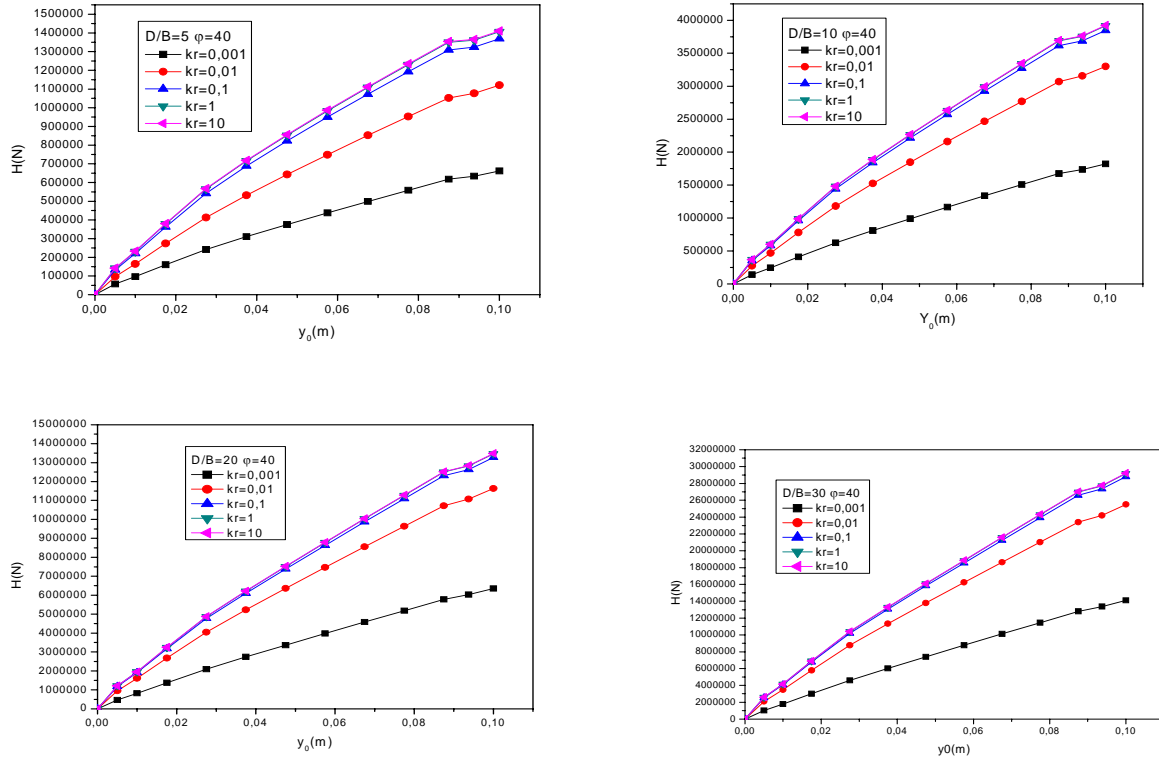 1500000
1400000
1300000
1200000
1100000
1000000
900000
800000
700000
600000
500000
400000
300000
200000
100000
0
H(N)
D/B=5 φ=40
kr=0,001
kr=0,01
kr=0,1
kr=1
kr=10
0,00 0,02 0,04 0,06 0,08 0,10
y₀(m)
4000000
3500000
3000000
2500000
2000000
1500000
1000000
500000
0
H(N)
D/B=10 φ=40
kr=0,001
kr=0,01
kr=0,1
kr=1
kr=10
0,00 0,02 0,04 0,06 0,08 0,10
Y₀(m)
15000000
14000000
13000000
12000000
11000000
10000000
9000000
8000000
7000000
6000000
5000000
4000000
3000000
2000000
1000000
0
H(N)
D/B=20 φ=40
kr=0,001
kr=0,01
kr=0,1
kr=1
kr=10
0,00 0,02 0,04 0,06 0,08 0,10
y₀(m)
32000000
30000000
28000000
26000000
24000000
22000000
20000000
18000000
16000000
14000000
12000000
10000000
8000000
6000000
4000000
2000000
0
H(N)
D/B=30 φ=40
kr=0,001
kr=0,01
kr=0,1
kr=1
kr=10
0,00 0,02 0,04 0,06 0,08 0,10
y0(m)